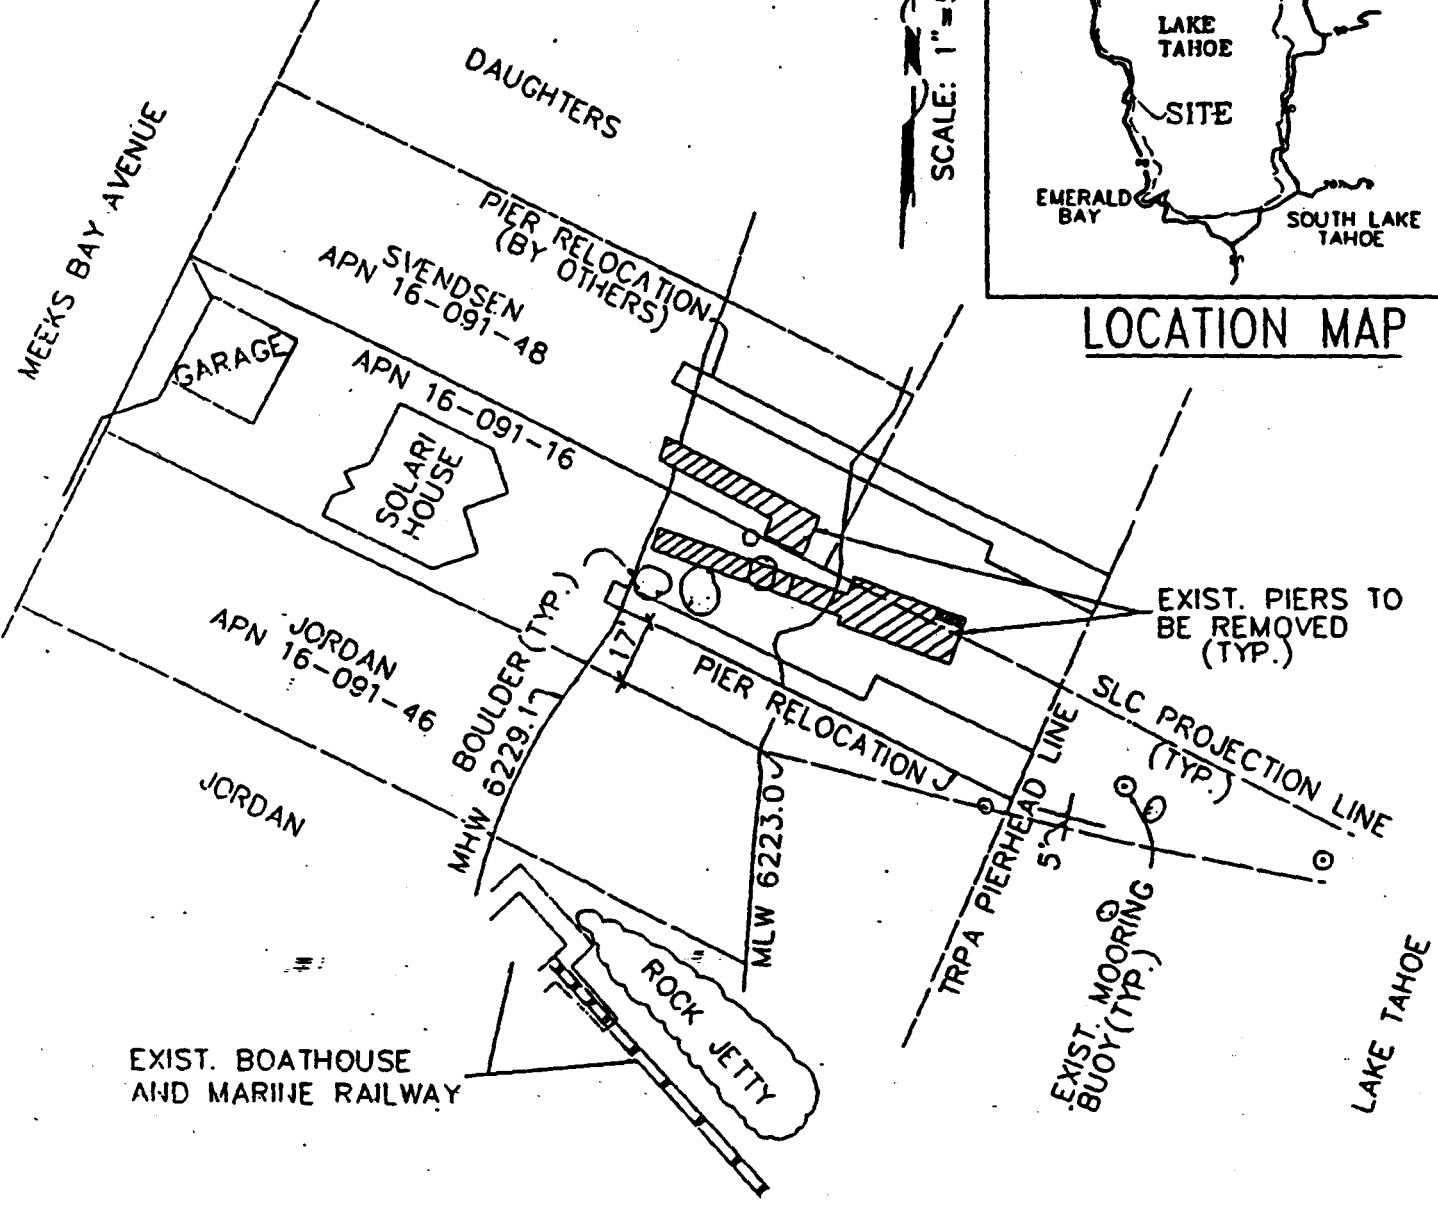 DAUGHTERS
MEEKS BAY AVENUE
PIER RELOCATION
(BY OTHERS)
SVENDSEN
APN 16-091-48
GARAGE
APN 16-091-16
SOLARI
HOUSE
JORDAN
APN 16-091-46
JORDAN
BOULDER (TYP.)
MHW 6229.1
17'
PIER RELOCATION
MLW 6223.0
EXIST. PIERS TO
BE REMOVED
(TYP.)
SLC PROJECTION LINE
(TYP.)
TRPA PIERHEAD LINE
5'
EXIST. MOORING
BUOY (TYP.)
LAKE TAHOE
ROCK JETTY
EXIST. BOATHOUSE
AND MARINE RAILWAY
SCALE: 1"=
LAKE
TAHOE
SITE
EMERALD
BAY
SOUTH LAKE
TAHOE
LOCATION MAP